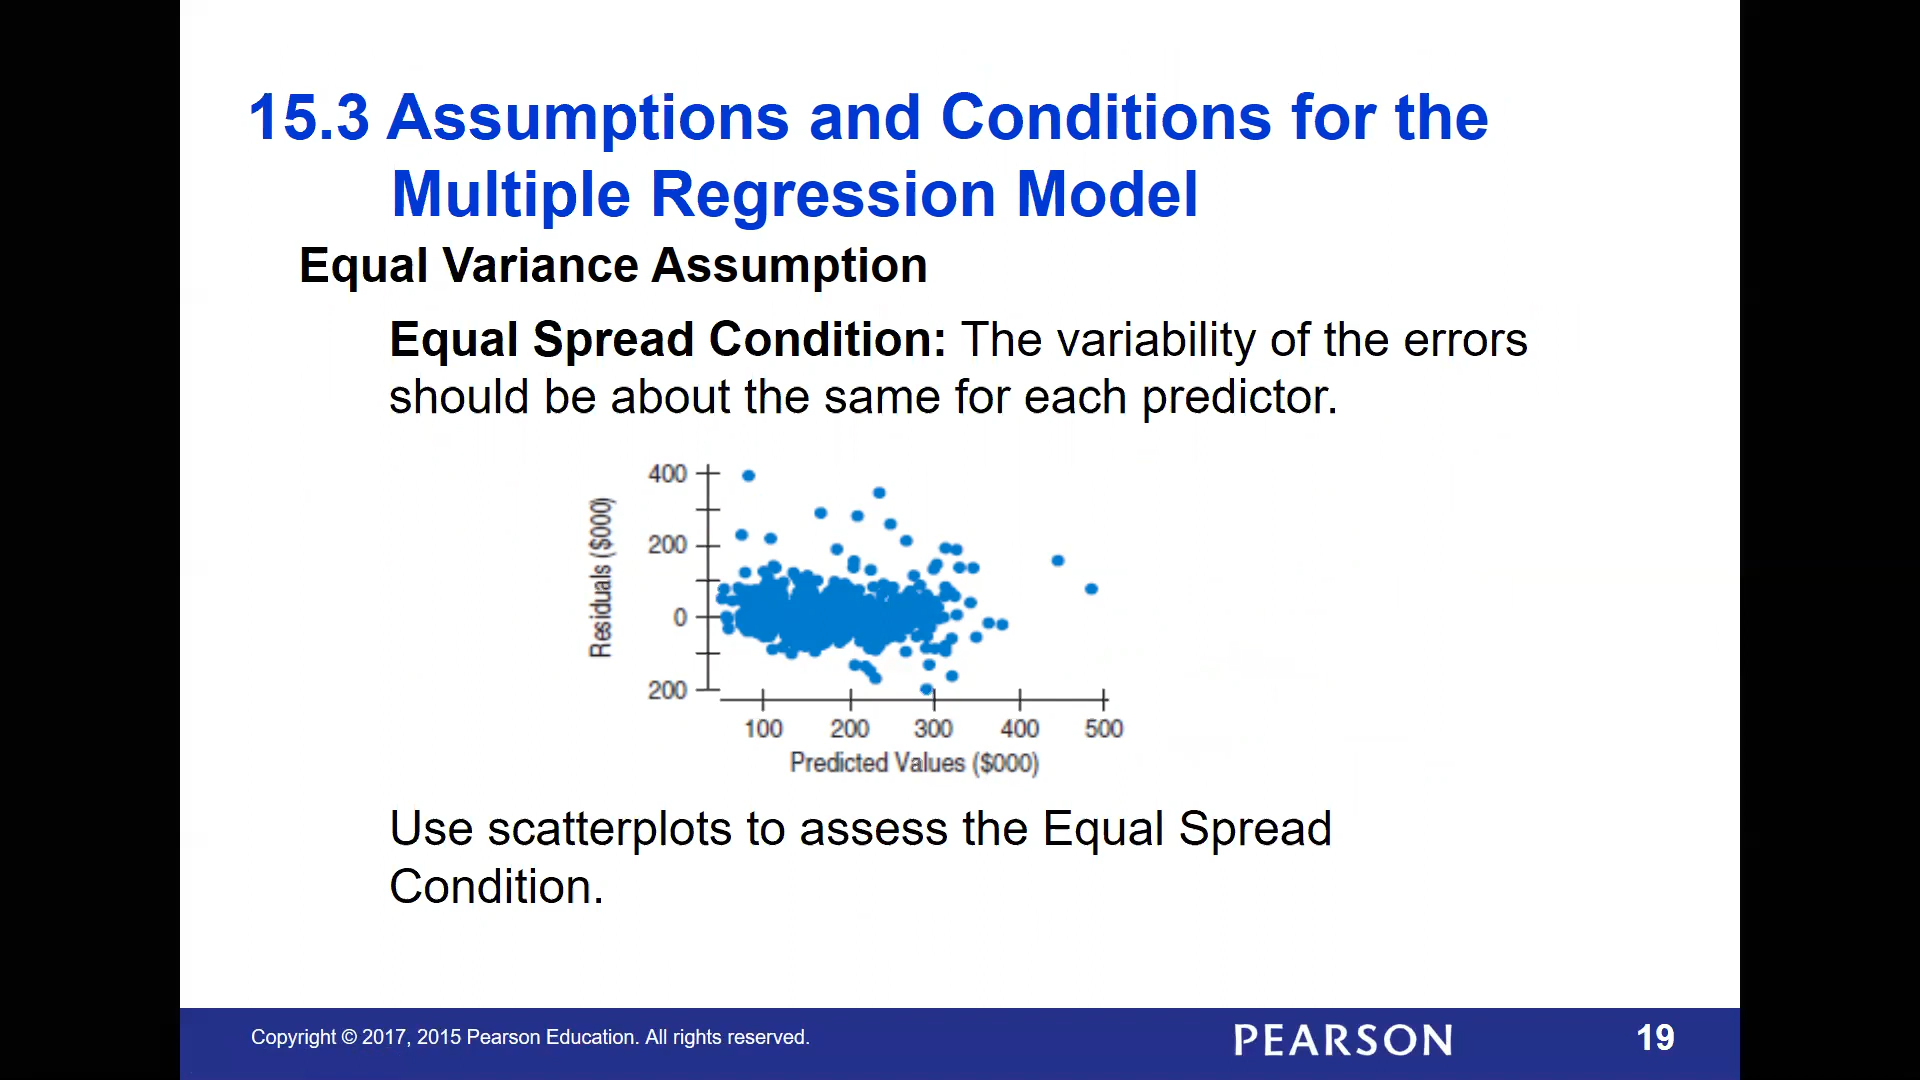 15.3 Assumptions and Conditions for the
Multiple Regression Model
Equal Variance Assumption
Equal Spread Condition: The variability of the errors
should be about the same for each predictor.
400
200
0
200
Residuals ($000)
100 200 300 400 500
Predicted Values ($000)
Use scatterplots to assess the Equal Spread
Condition.
Copyright © 2017, 2015 Pearson Education. All rights reserved.
PEARSON
19